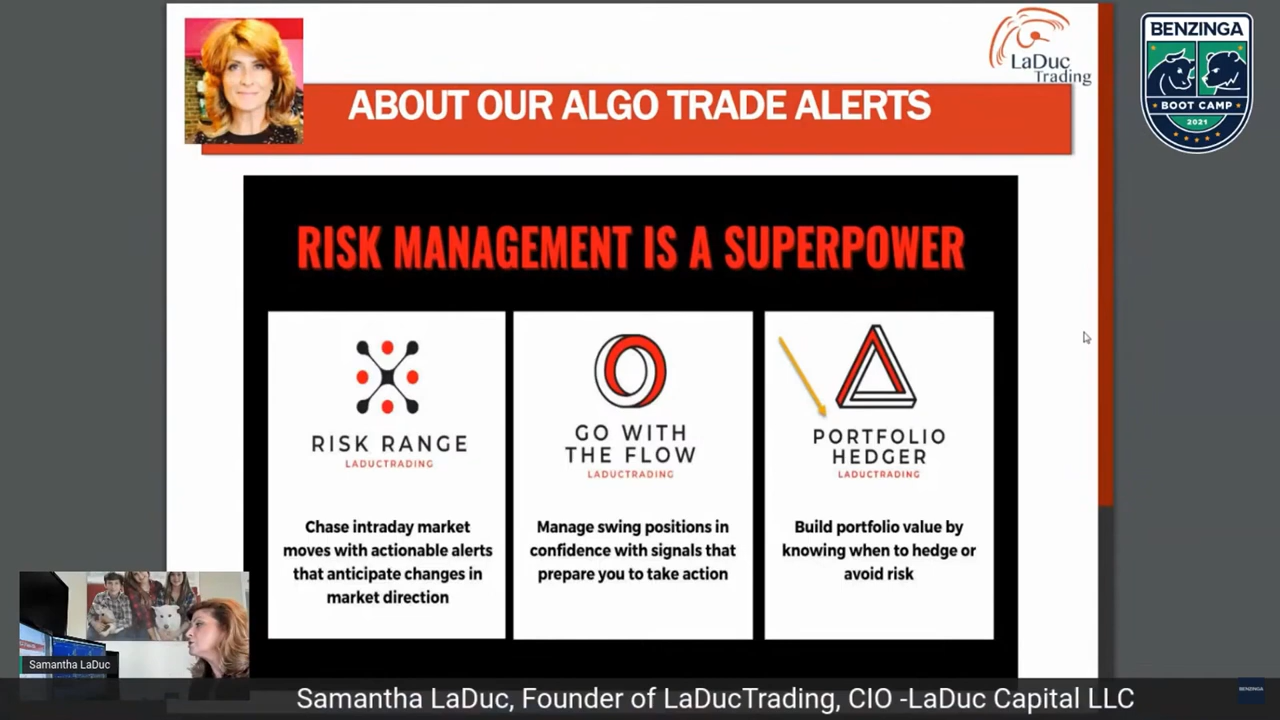 LaDuc
Trading
BENZINGA
BOOT CAMP
2021
ABOUT OUR ALGO TRADE ALERTS
RISK MANAGEMENT IS A SUPERPOWER
RISK RANGE
LADUCTRADING
Chase intraday market
moves with actionable alerts
that anticipate changes in
market direction
GO WITH
THE FLOW
LADUCTRADING
Manage swing positions in
confidence with signals that
prepare you to take action
PORTFOLIO
HEDGER
LADUCTRADING
Build portfolio value by
knowing when to hedge or
avoid risk
Samantha LaDuc
Samantha LaDuc, Founder of LaDucTrading, CIO -LaDuc Capital LLC
BENZINGA